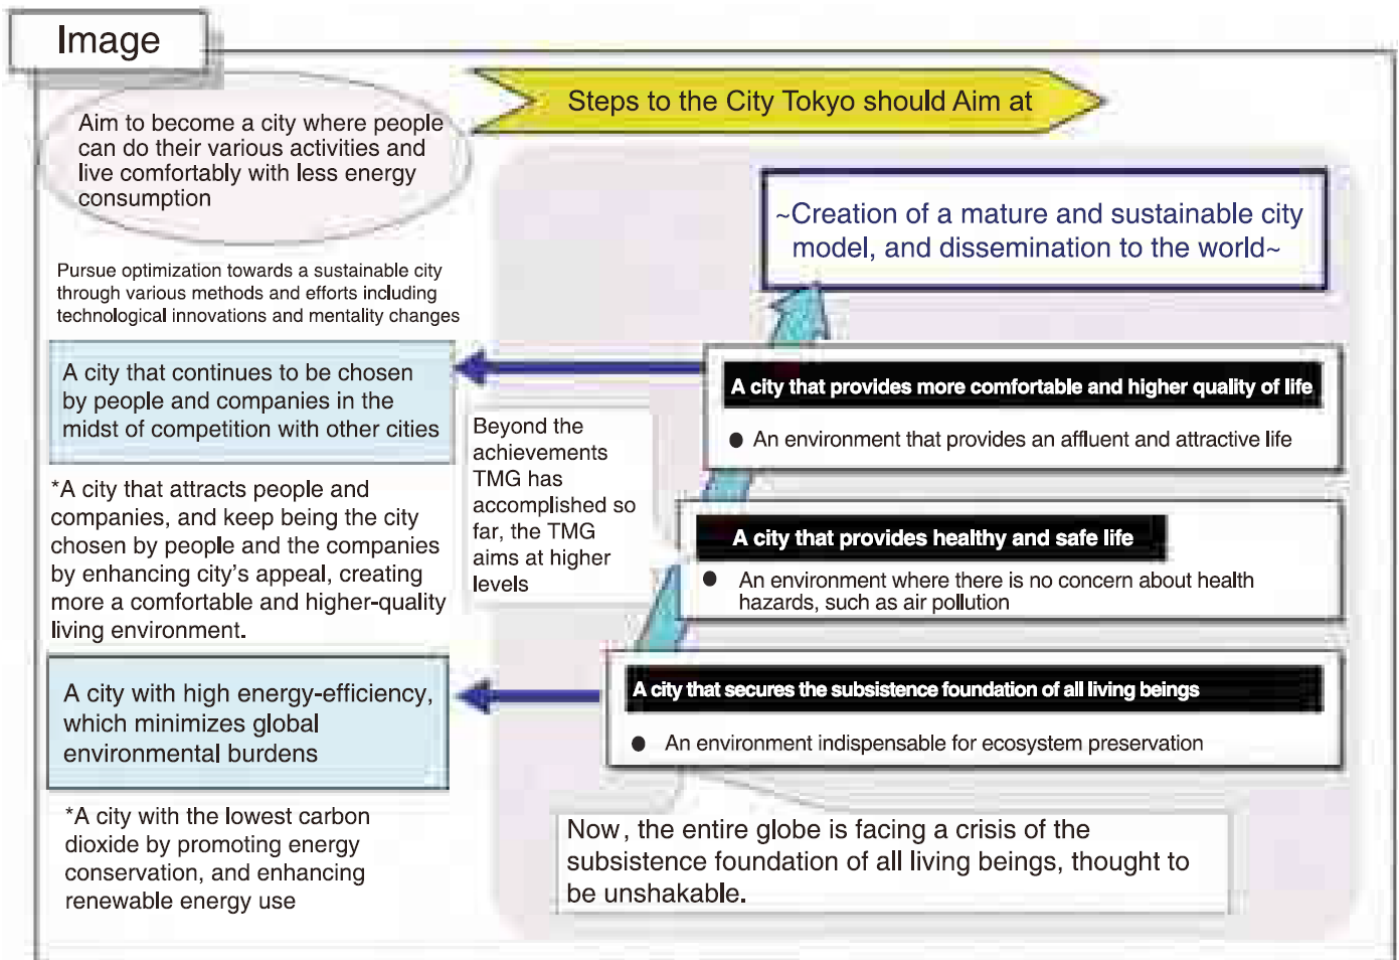 Image
Aim to become a city where people
can do their various activities and
live comfortably with less energy
consumption
Pursue optimization towards a sustainable city
through various methods and efforts including
technological innovations and mentality changes
A city that continues to be chosen
by people and companies in the
midst of competition with other cities
*A city that attracts people and
companies, and keep being the city
chosen by people and the companies
by enhancing city's appeal, creating
more a comfortable and higher-quality
living environment.
A city with high energy-efficiency,
which minimizes global
environmental burdens
*A city with the lowest carbon
dioxide by promoting energy
conservation, and enhancing
renewable energy use
Steps to the City Tokyo should Aim at
~Creation of a mature and sustainable city
model, and dissemination to the world~
A city that provides more comfortable and higher quality of life
● An environment that provides an affluent and attractive life
Beyond the
achievements
TMG has
accomplished so
far, the TMG
aims at higher
levels
A city that provides healthy and safe life
● An environment where there is no concern about health
hazards, such as air pollution
A city that secures the subsistence foundation of all living beings
● An environment indispensable for ecosystem preservation
Now, the entire globe is facing a crisis of the
subsistence foundation of all living beings, thought to
be unshakable.